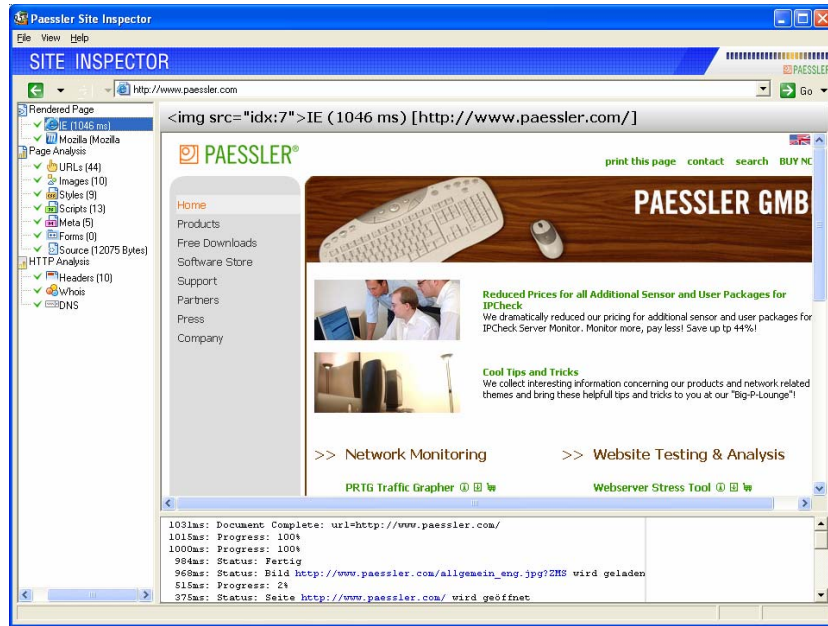 Paessler Site Inspector
File View Help
SITE INSPECTOR
PAESSLER
http://www.paessler.com
Go
Rendered Page
IE (1046 ms)
Mozilla (Mozilla
Page Analysis
URLs (44)
Images (10)
Styles (9)
Scripts (13)
Meta (5)
Forms (0)
Source (12075 Bytes)
HTTP Analysis
Headers (10)
Whois
DNS
<img src="idx:7">IE (1046 ms) [http://www.paessler.com/]
PAESSLER®
print this page contact search BUY NO
Home
Products
Free Downloads
Software Store
Support
Partners
Press
Company
PAESSLER GMB
Reduced Prices for all Additional Sensor and User Packages for
IPCheck
We dramatically reduced our pricing for additional sensor and user packages for
IPCheck Server Monitor. Monitor more, pay less! Save up tp 44%!
Cool Tips and Tricks
We collect interesting information concerning our products and network related
themes and bring these helpfull tips and tricks to you at our "Big-P-Lounge"!
>> Network Monitoring
>> Website Testing & Analysis
PRTG Traffic Grapher
Webserver Stress Tool
1031ms: Document Complete: url=http://www.paessler.com/
1015ms: Progress: 100%
1000ms: Progress: 100%
984ms: Status: Fertig
968ms: Status: Bild http://www.paessler.com/allgemein_eng.jpg?ZMS wird geladen
515ms: Progress: 2%
375ms: Status: Seite http://www.paessler.com/ wird geöffnet